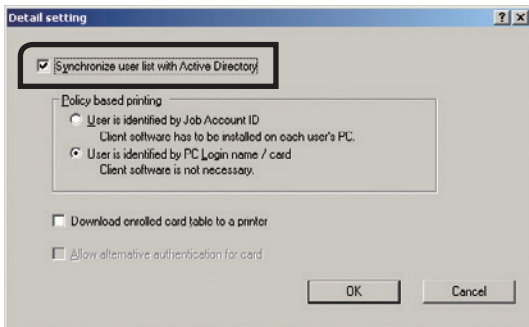 Detail setting
Synchronize user list with Active Directory
Policy based printing
User is identified by Job Account ID
Client software has to be installed on each user's PC.
User is identified by PC Login name / card
Client software is not necessary.
Download enrolled card table to a printer
Allow alternative authentication for card
OK Cancel